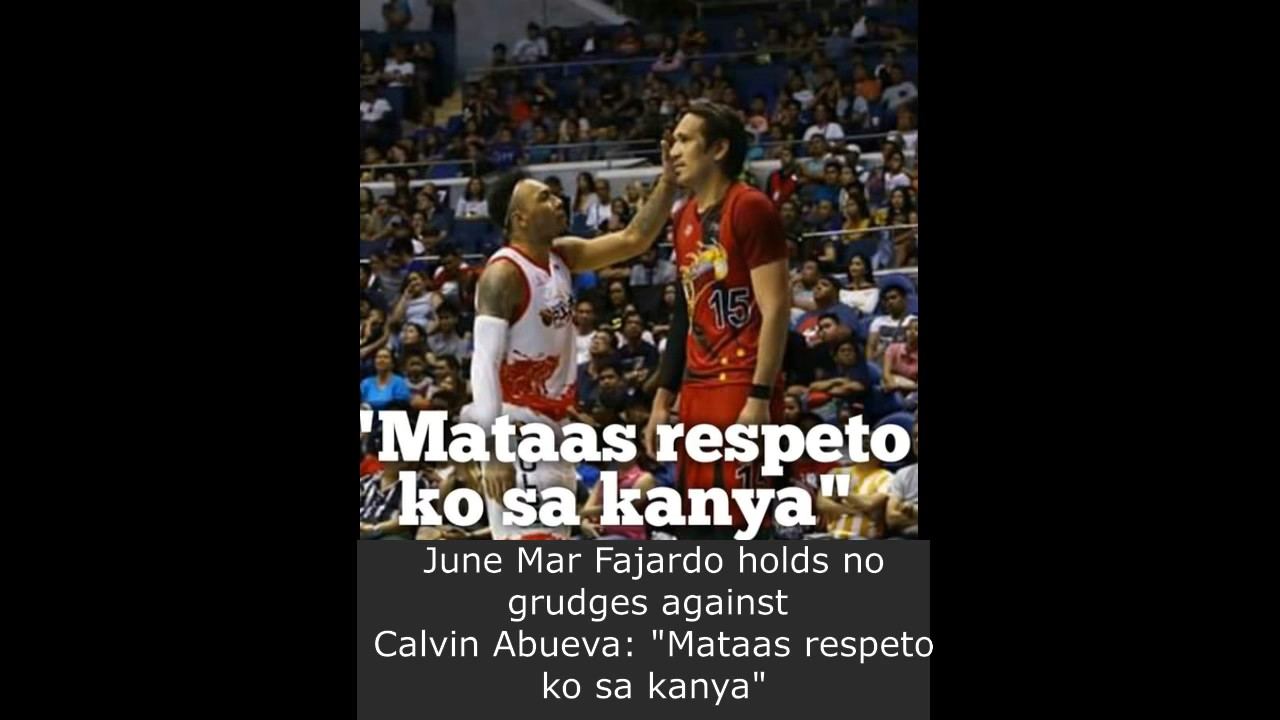 15
"Mataas respeto
ko sa kanya"
June Mar Fajardo holds no
grudges against
Calvin Abueva: "Mataas respeto
ko sa kanya"